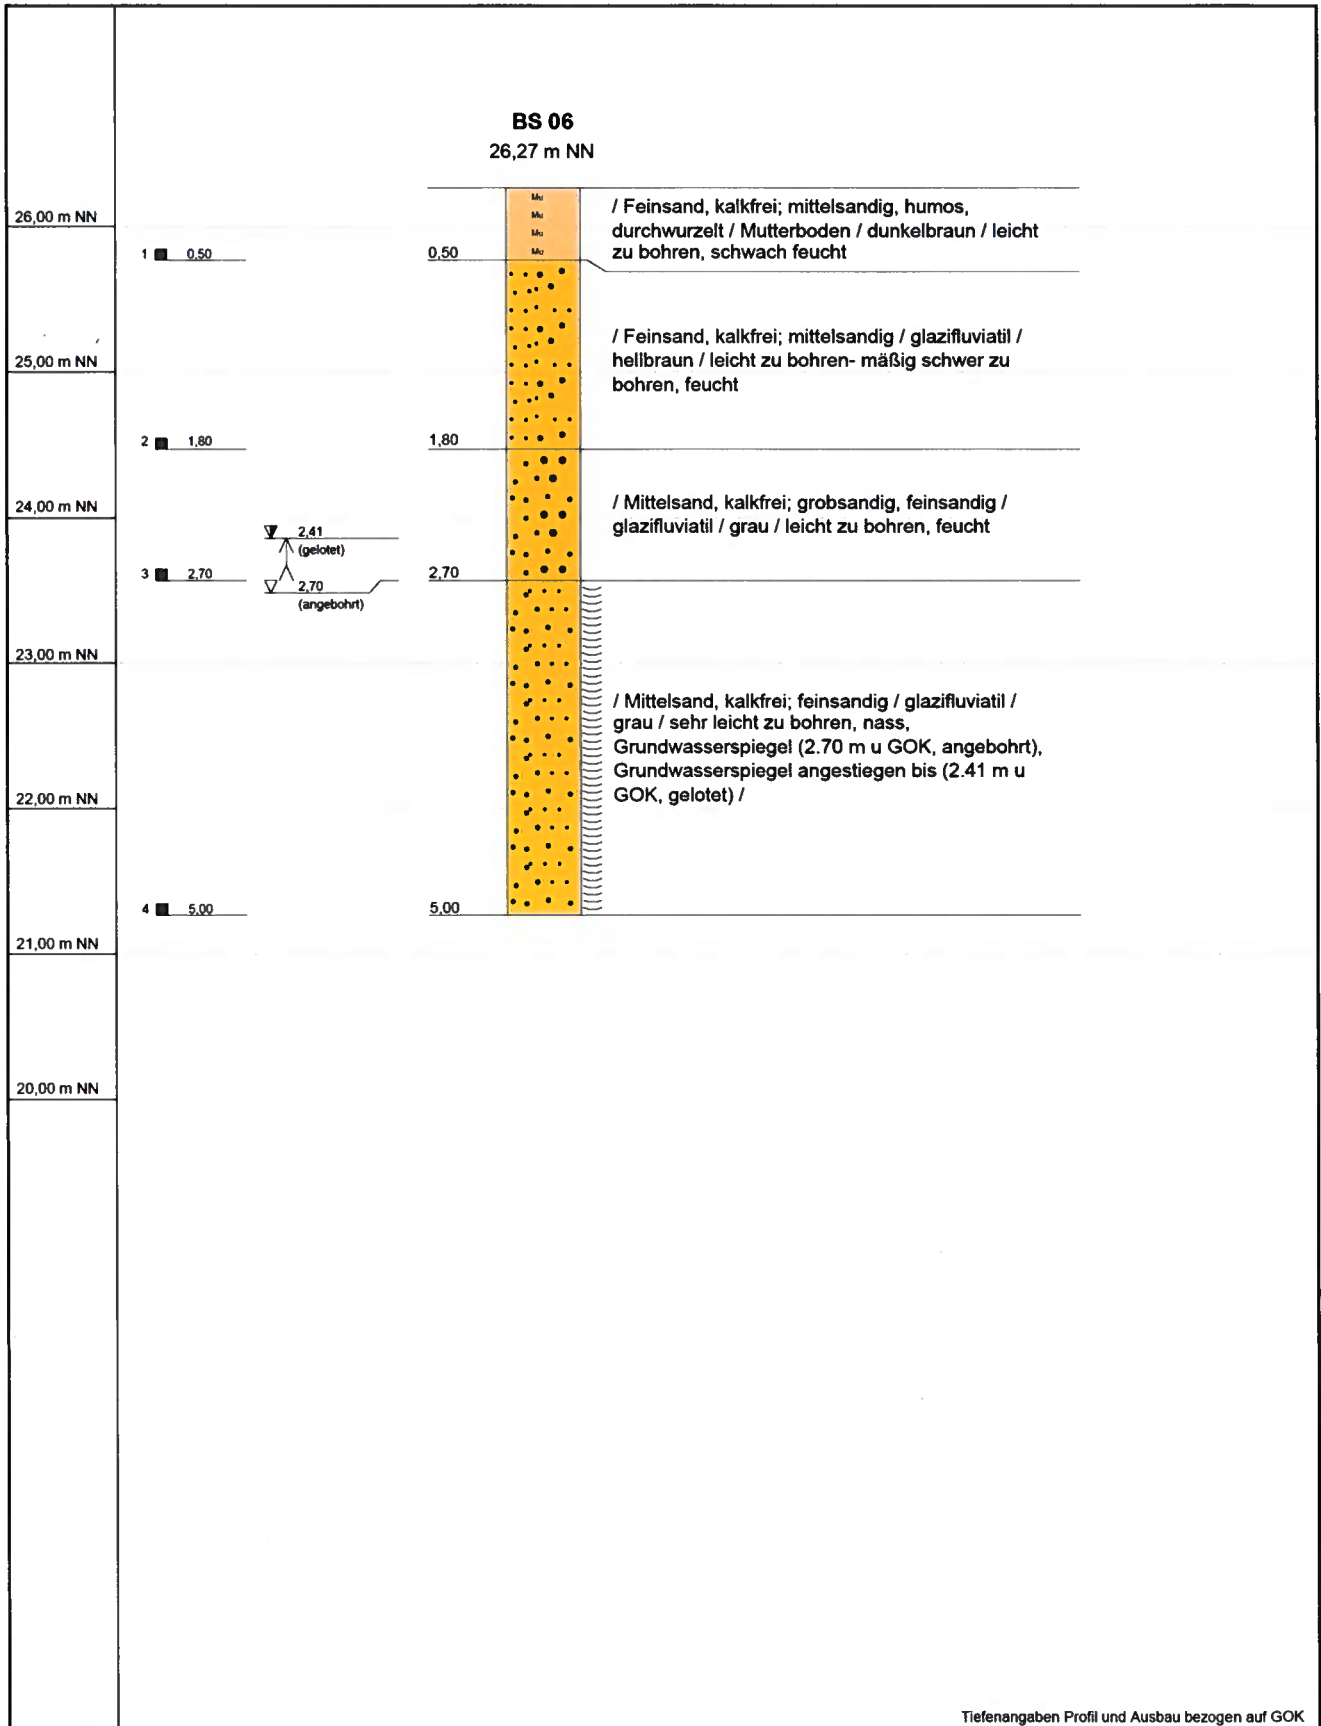 BS 06
26,27 m NN
26,00 m NN
25,00 m NN
24,00 m NN
23,00 m NN
22,00 m NN
21,00 m NN
20,00 m NN
1 0,50
2 1,80
3 2,70
4 5,00
2,41
(gelotet)
2,70
(angebohrt)
0,50
1,80
2,70
5,00
Mu
Mu
Mu
Mu
/ Feinsand, kalkfrei; mittelsandig, humos,
durchwurzelt / Mutterboden / dunkelbraun / leicht
zu bohren, schwach feucht
/ Feinsand, kalkfrei; mittelsandig / glazifluviatil /
hellbraun / leicht zu bohren- mäßig schwer zu
bohren, feucht
/ Mittelsand, kalkfrei; grobsandig, feinsandig /
glazifluviatil / grau / leicht zu bohren, feucht
/ Mittelsand, kalkfrei; feinsandig / glazifluviatil /
grau / sehr leicht zu bohren, nass,
Grundwasserspiegel (2.70 m u GOK, angebohrt),
Grundwasserspiegel angestiegen bis (2.41 m u
GOK, gelotet) /
Tiefenangaben Profil und Ausbau bezogen auf GOK